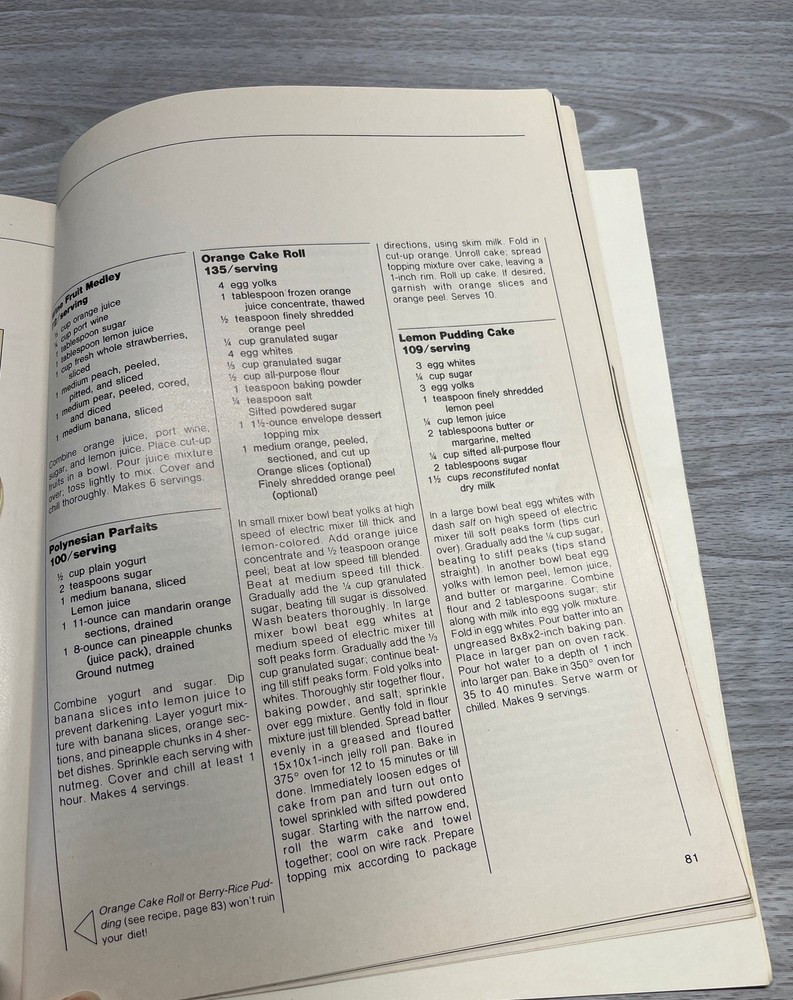 Fruit Medley
/serving
cup orange juice
cup port wine
tablespoon sugar
1 tablespoon lemon juice
1 cup fresh whole strawberries,
sliced
1 medium peach, peeled,
pitted, and sliced
1 medium pear, peeled, cored,
and diced
1 medium banana, sliced
Combine orange juice, port wine,
sugar, and lemon juice. Place cut-up
fruits in a bowl. Pour juice mixture
over; toss lightly to mix. Cover and
chill thoroughly. Makes 6 servings.
Polynesian Parfaits
100/serving
½ cup plain yogurt
2 teaspoons sugar
1 medium banana, sliced
Lemon juice
1 11-ounce can mandarin orange
sections, drained
1 8-ounce can pineapple chunks
(juice pack), drained
Ground nutmeg
Combine yogurt and sugar. Dip
banana slices into lemon juice to
prevent darkening. Layer yogurt mix-
ture with banana slices, orange sec-
tions, and pineapple chunks in 4 sher-
bet dishes. Sprinkle each serving with
nutmeg. Cover and chill at least 1
hour. Makes 4 servings.
Orange Cake Roll or Berry-Rice Pud-
ding (see recipe, page 83) won't ruin
your diet!
Orange Cake Roll
135/serving
4 egg yolks
1 tablespoon frozen orange
juice concentrate, thawed
½ teaspoon finely shredded
orange peel
¼ cup granulated sugar
4 egg whites
⅓ cup granulated sugar
½ cup all-purpose flour
1 teaspoon baking powder
¼ teaspoon salt
Sifted powdered sugar
1 1½-ounce envelope dessert
topping mix
1 medium orange, peeled,
sectioned, and cut up
Orange slices (optional)
Finely shredded orange peel
(optional)
In small mixer bowl beat yolks at high
speed of electric mixer till thick and
lemon-colored. Add orange juice
concentrate and ½ teaspoon orange
peel; beat at low speed till blended.
Beat at medium speed till thick.
Gradually add the ¼ cup granulated
sugar, beating till sugar is dissolved.
Wash beaters thoroughly. In large
mixer bowl beat egg whites at
medium speed of electric mixer till
soft peaks form. Gradually add the ⅓
cup granulated sugar; continue beat-
ing till stiff peaks form. Fold yolks into
whites. Thoroughly stir together flour,
baking powder, and salt; sprinkle
over egg mixture. Gently fold in flour
mixture just till blended. Spread batter
evenly in a greased and floured
15x10x1-inch jelly roll pan. Bake in
375° oven for 12 to 15 minutes or till
done. Immediately loosen edges of
cake from pan and turn out onto
towel sprinkled with sifted powdered
sugar. Starting with the narrow end,
roll the warm cake and towel
together; cool on wire rack. Prepare
topping mix according to package
directions, using skim milk. Fold in
cut-up orange. Unroll cake; spread
topping mixture over cake, leaving a
1-inch rim. Roll up cake. If desired,
garnish with orange slices and
orange peel. Serves 10.
Lemon Pudding Cake
109/serving
3 egg whites
¼ cup sugar
3 egg yolks
1 teaspoon finely shredded
lemon peel
¼ cup lemon juice
2 tablespoons butter or
margarine, melted
¼ cup sifted all-purpose flour
2 tablespoons sugar
1½ cups reconstituted nonfat
dry milk
In a large bowl beat egg whites with
dash salt on high speed of electric
mixer till soft peaks form (tips curl
over). Gradually add the ¼ cup sugar,
beating to stiff peaks (tips stand
straight). In another bowl beat egg
yolks with lemon peel, lemon juice,
and butter or margarine. Combine
flour and 2 tablespoons sugar; stir
along with milk into egg yolk mixture.
Fold in egg whites. Pour batter into an
ungreased 8x8x2-inch baking pan.
Place in larger pan on oven rack.
Pour hot water to a depth of 1 inch
into larger pan. Bake in 350° oven for
35 to 40 minutes. Serve warm or
chilled. Makes 9 servings.
81